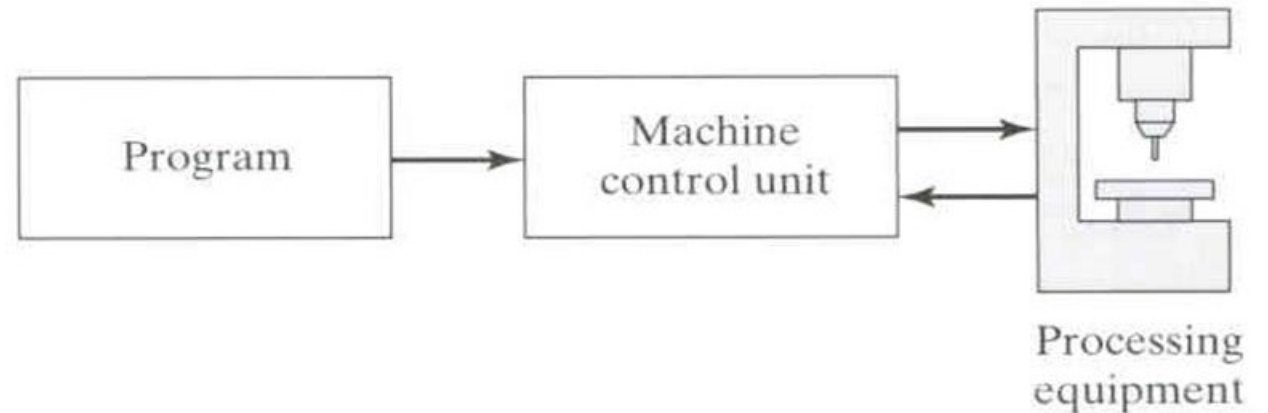 Program
Machine
control unit
Processing
equipment